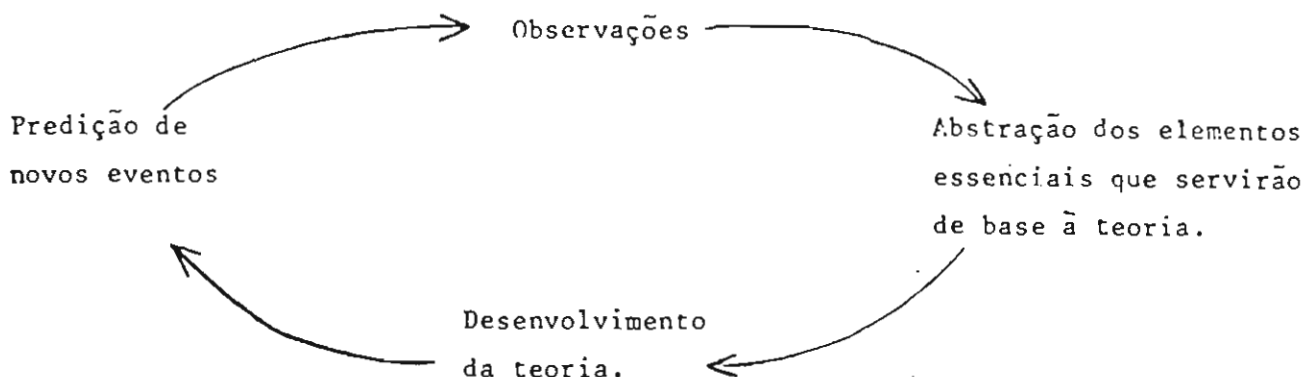 Observações
Predição de
novos eventos
Abstração dos elementos
essenciais que servirão
de base ã teoria.
Desenvolvimento
da teoria.